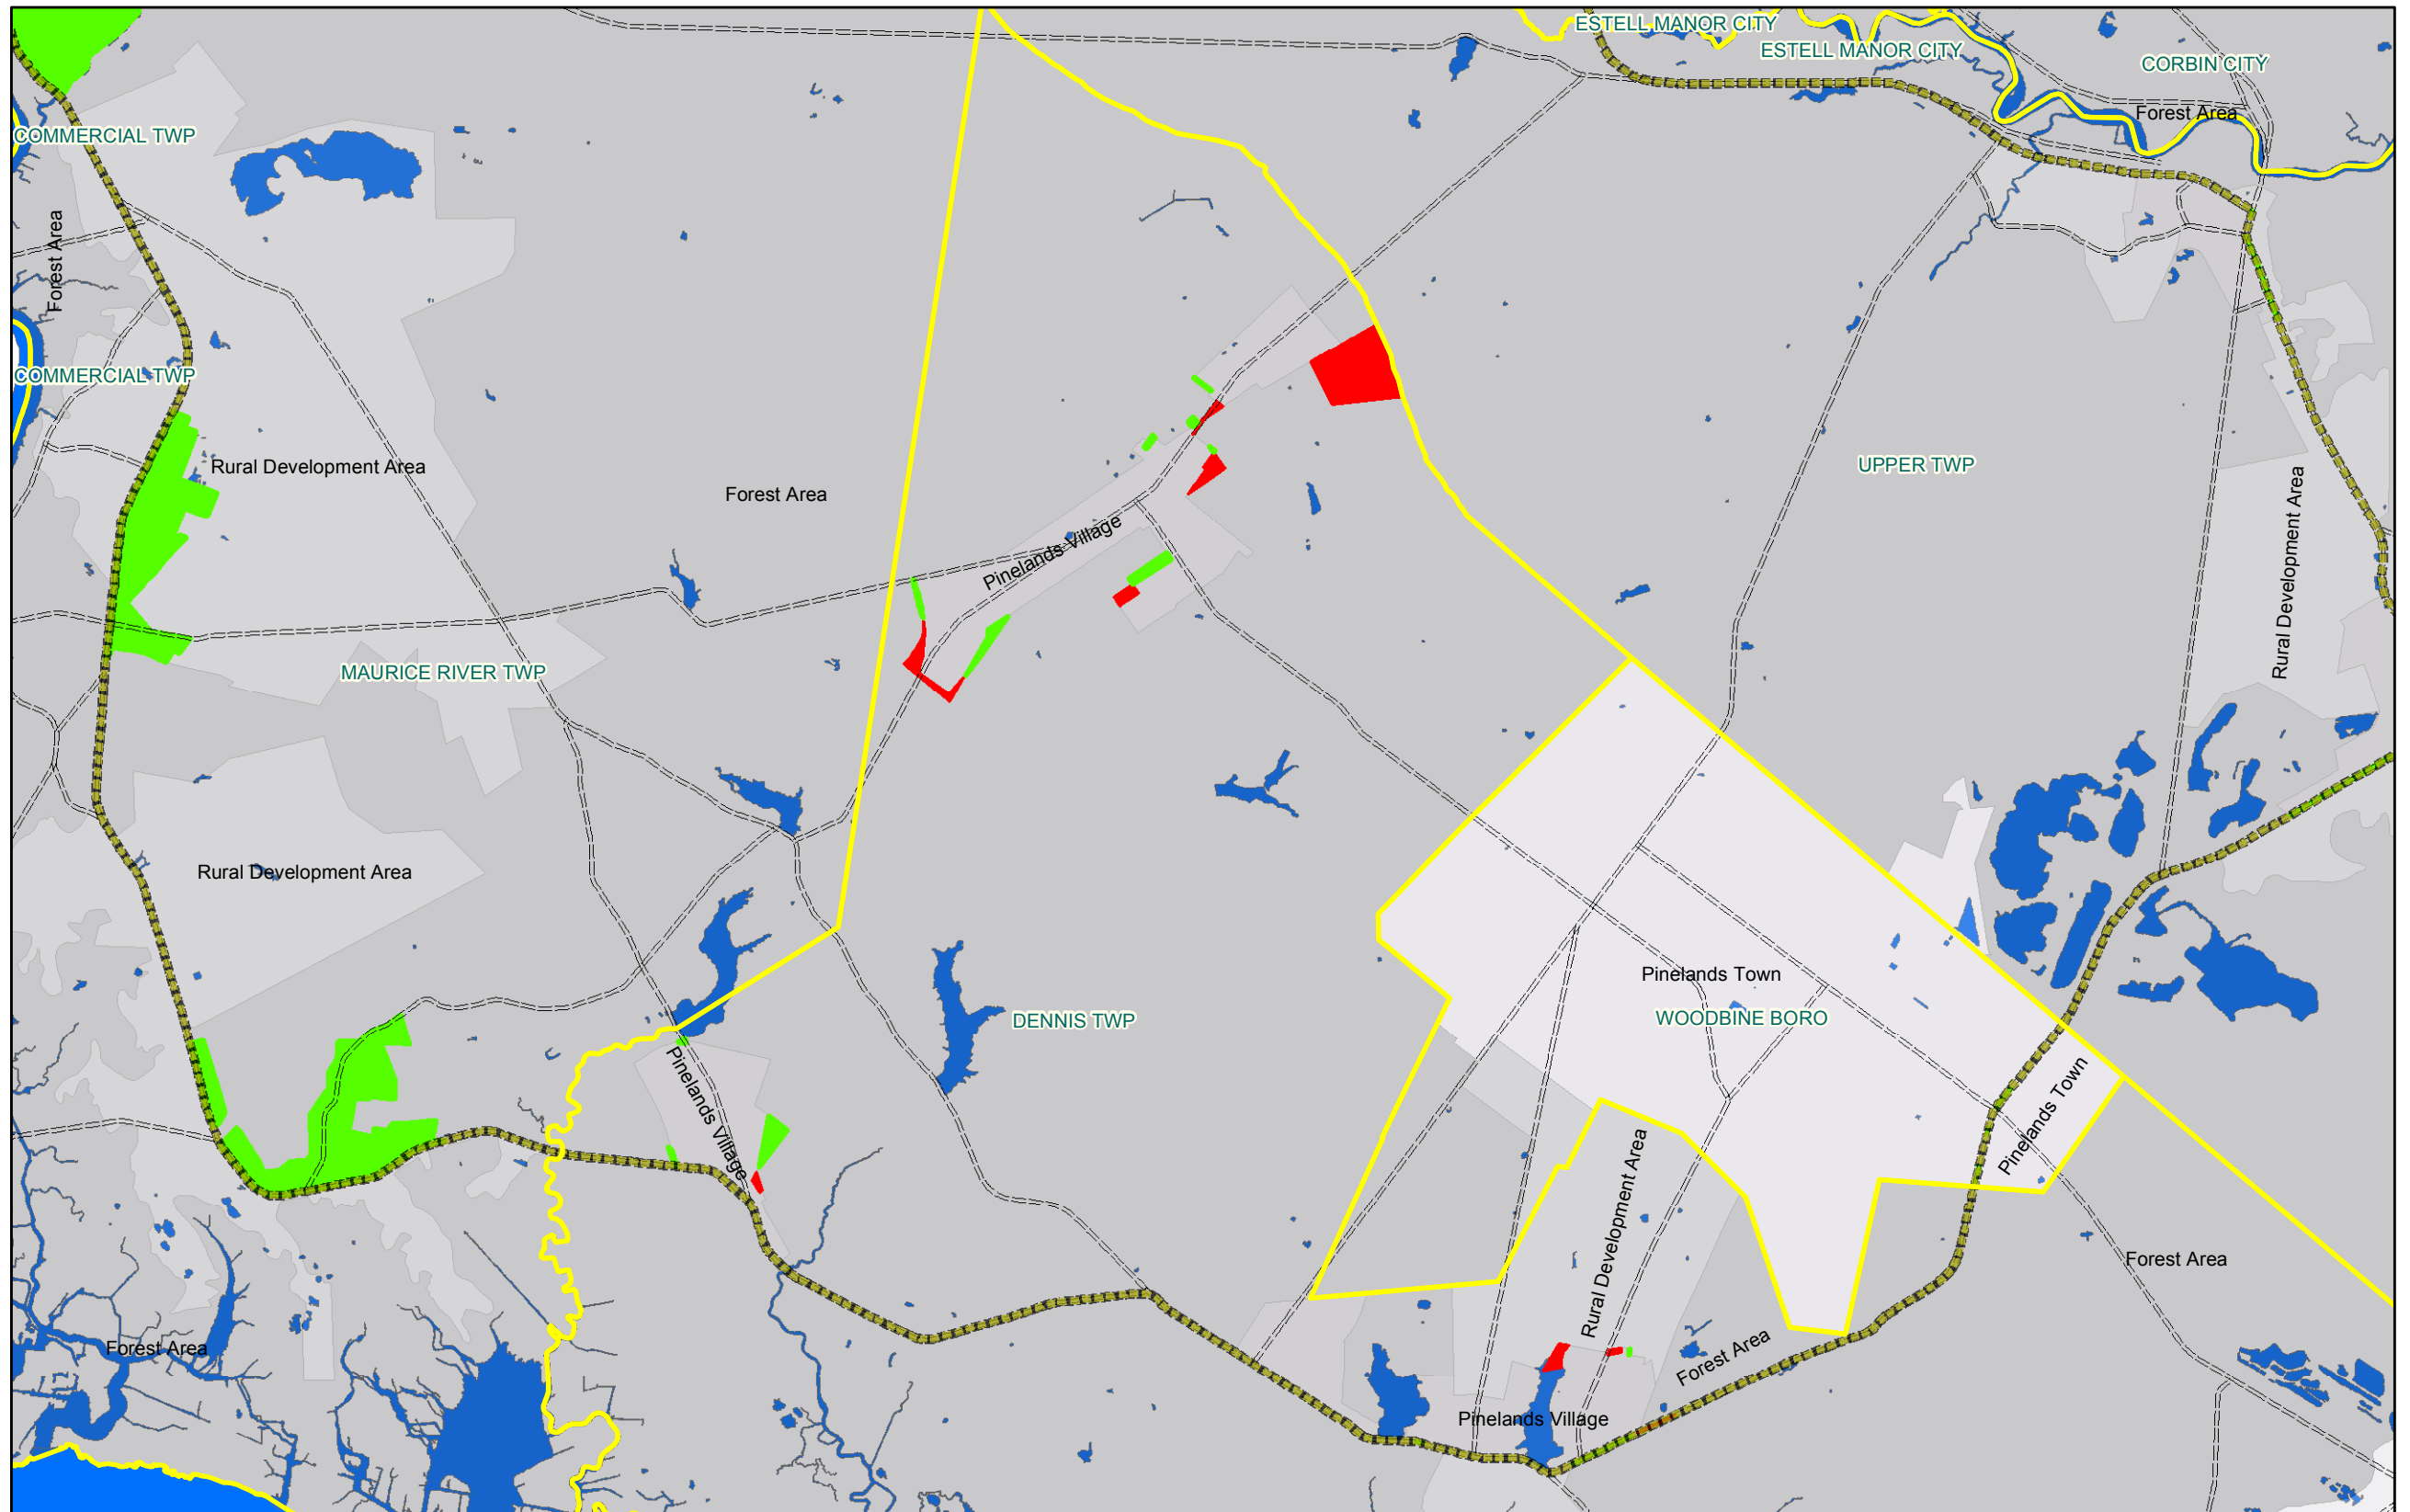 ESTELL MANOR CITY
ESTELL MANOR CITY
CORBIN CITY
Forest Area
COMMERCIAL TWP
Forest Area
COMMERCIAL TWP
Rural Development Area
Forest Area
UPPER TWP
Pinelands Village
Rural Development Area
MAURICE RIVER TWP
Rural Development Area
Pinelands Town
WOODBINE BORO
DENNIS TWP
Pinelands Village
Pinelands Town
Rural Development Area
Forest Area
Forest Area
Forest Area
Pinelands Village